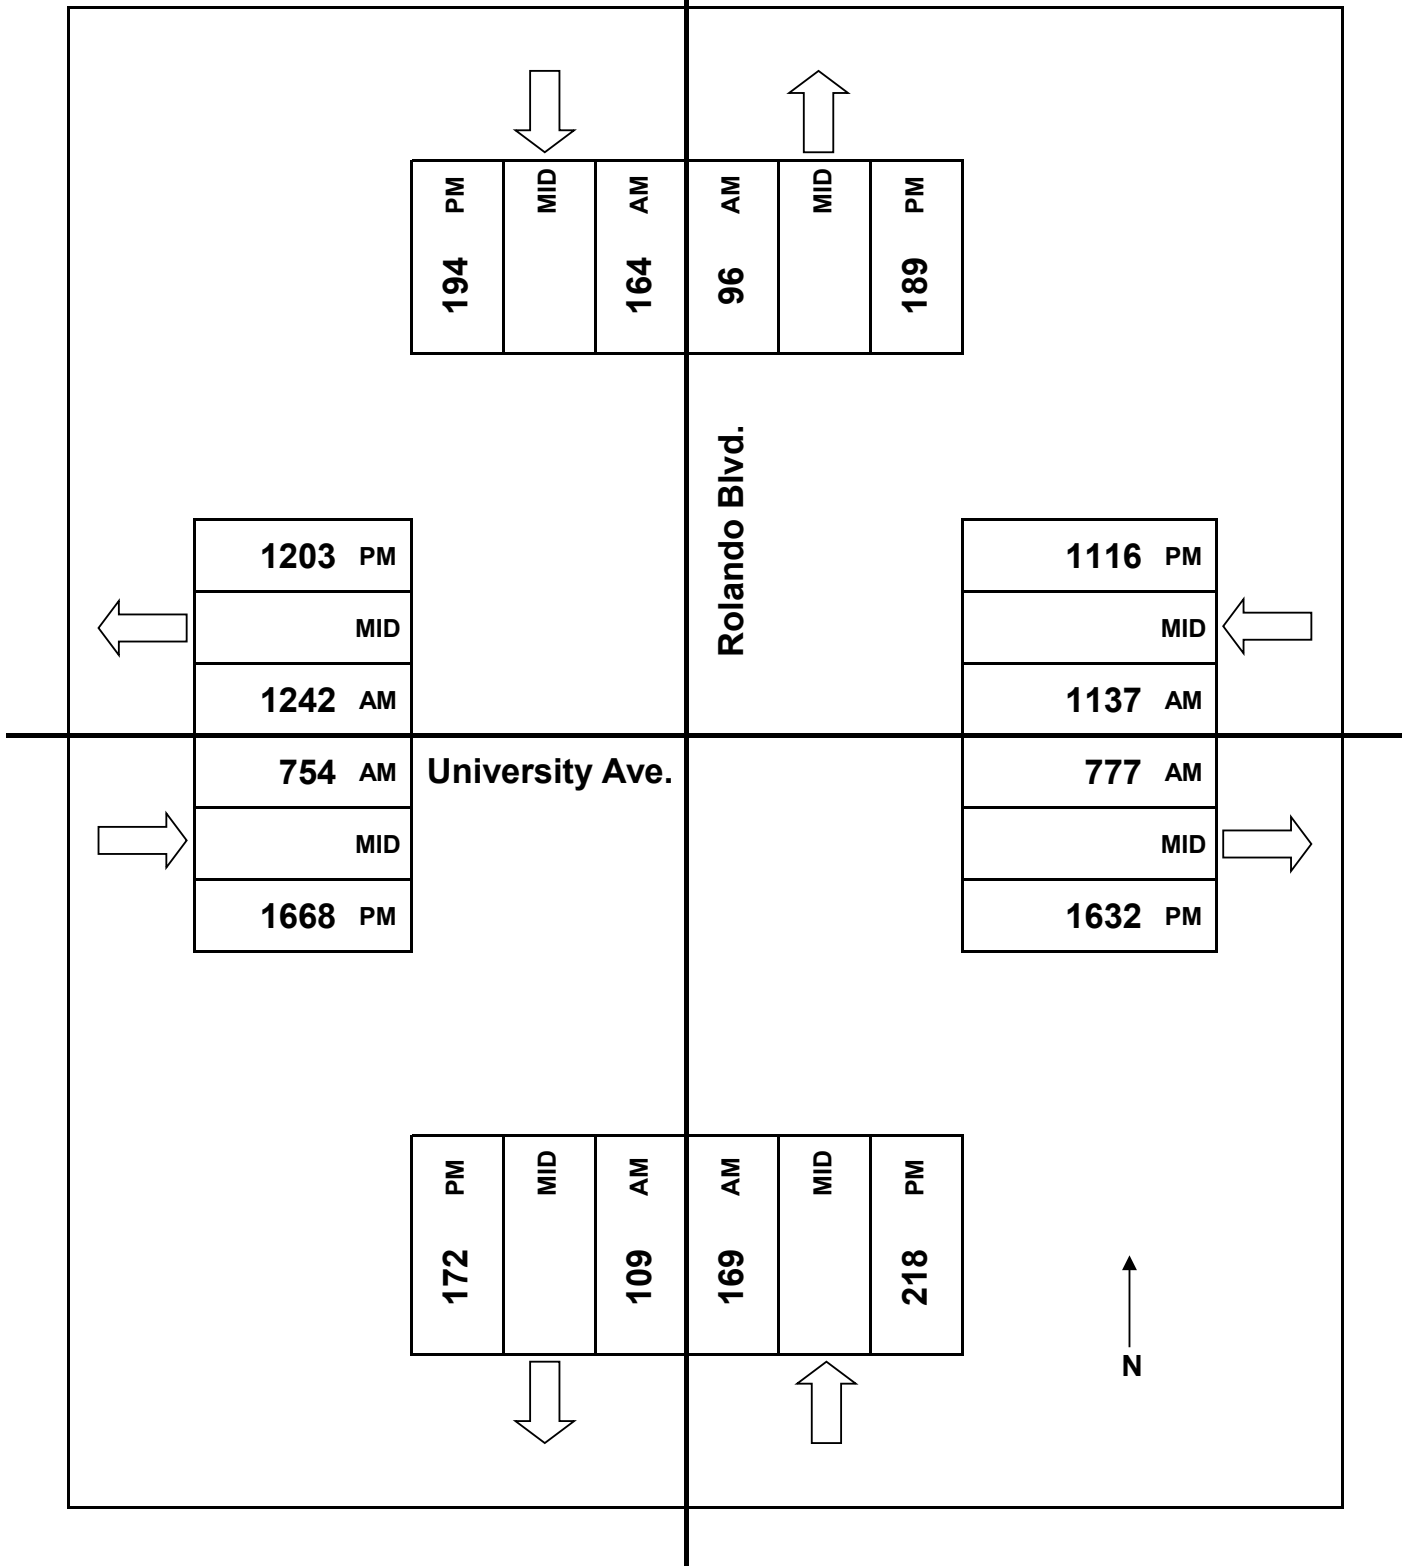 PM MID AM AM MID PM
194 164 96 189
Rolando Blvd.
1203 PM
MID
1242 AM
754 AM
MID
1668 PM
University Ave.
1116 PM
MID
1137 AM
777 AM
MID
1632 PM
PM MID AM AM MID PM
172 109 169 218
N